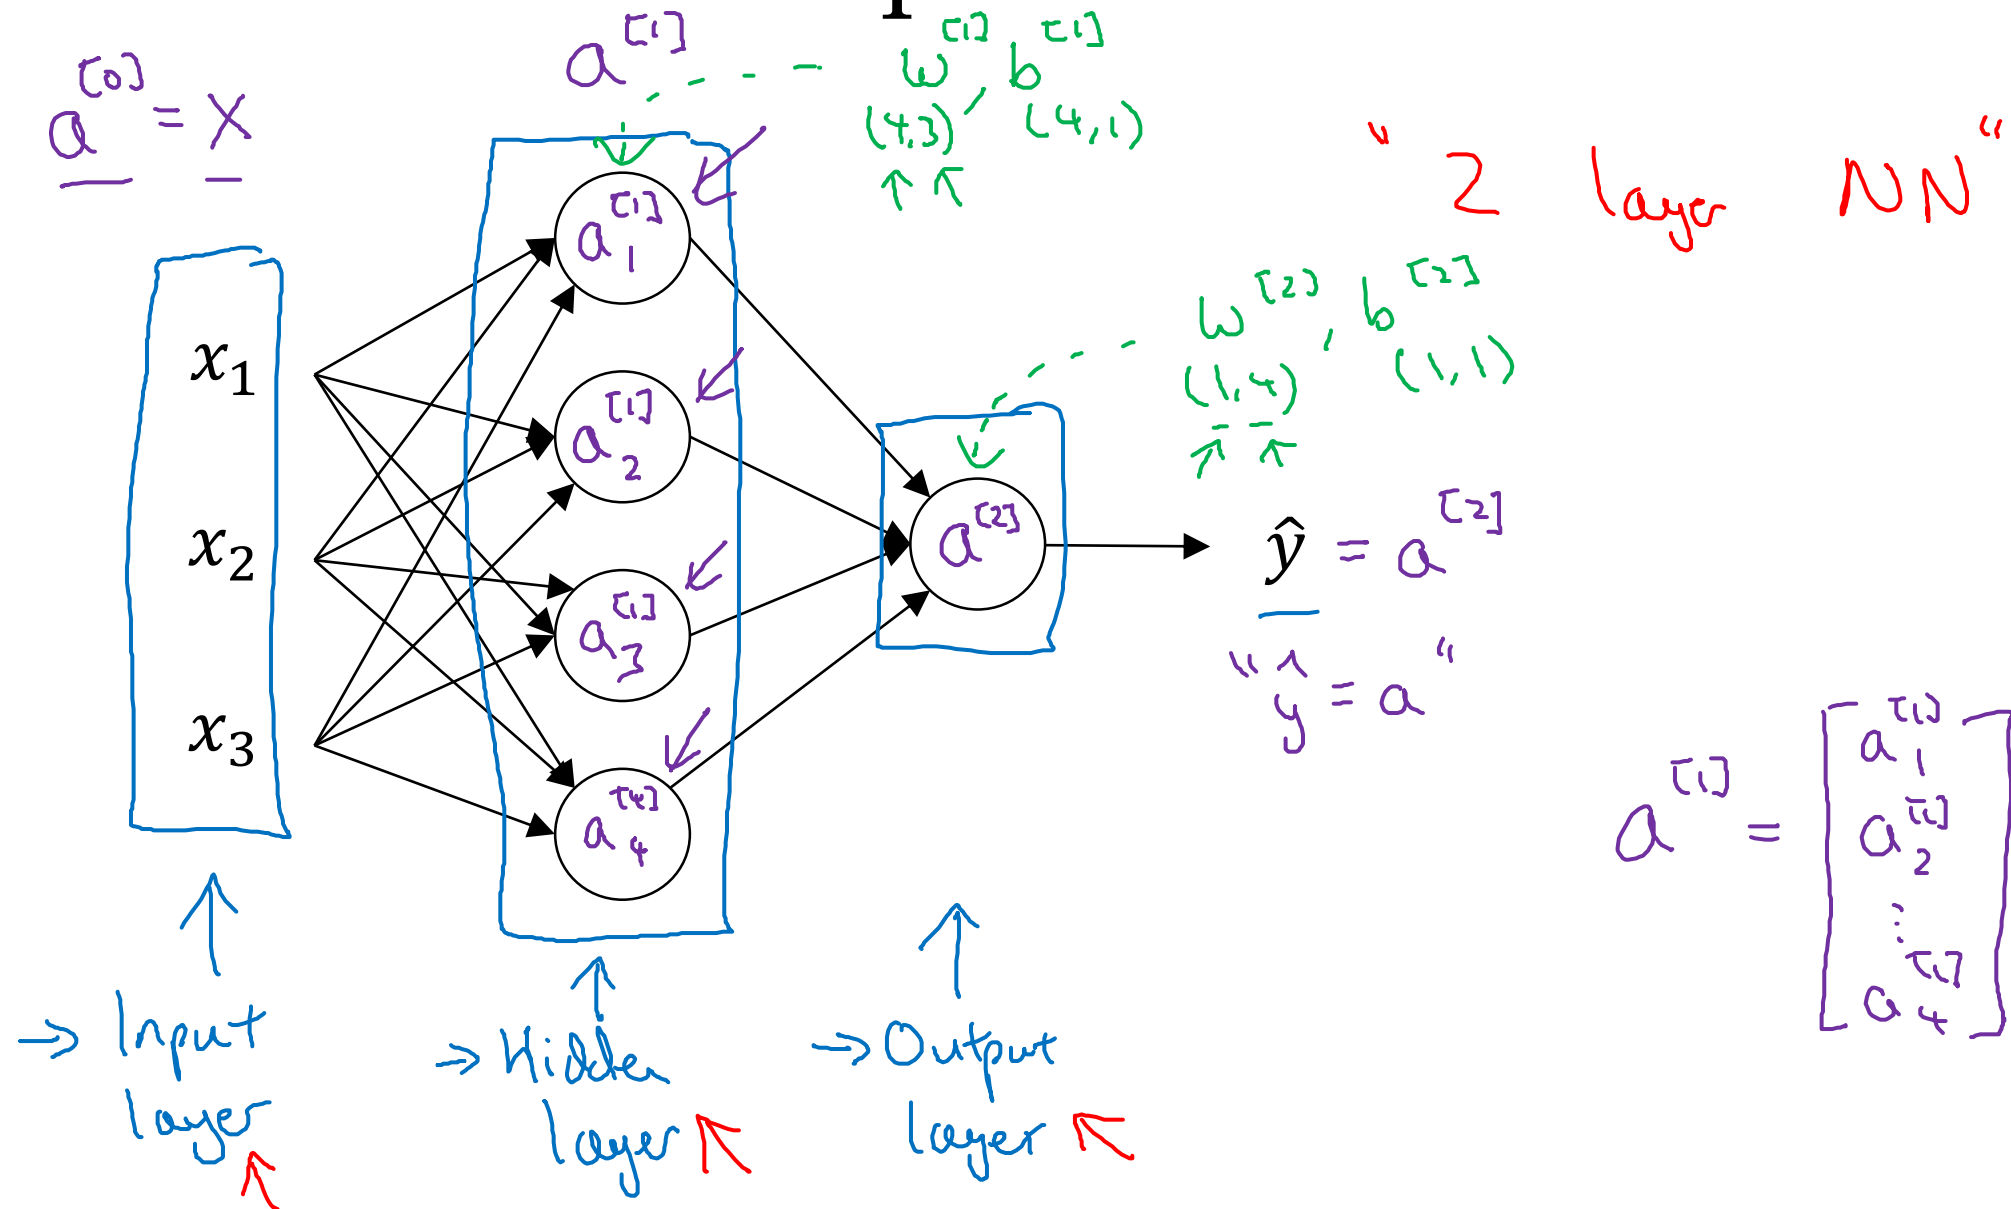 a^[0] = X
a^[1]
w^[1], b^[1]
(4,3) (4,1)
" 2 layer NN "
x₁
x₂
x₃
a₁^[1]
a₂^[1]
a₃^[1]
a₄^[4]
w^[2], b^[2]
(1,4) (1,1)
a^[2]
ŷ = a^[2]
" ŷ = a "
a^[1] = [ a₁^[1]
a₂^[1]
⋮
a₄^[1] ]
→ Input layer
→ Hidden layer
→ Output layer